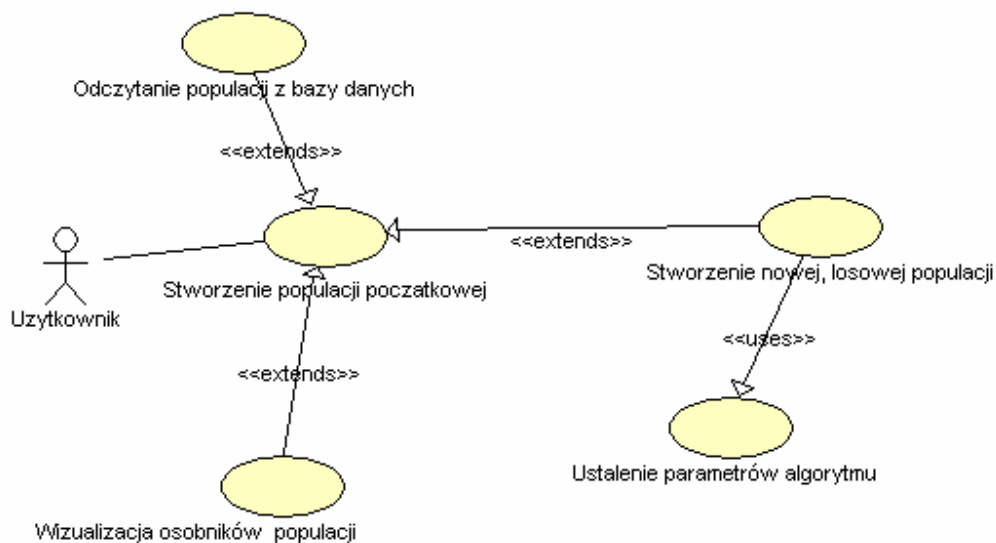 Odczytanie populacji z bazy danych
<<extends>>
<<extends>>
Stworzenie populacji poczatkowej
Stworzenie nowej, losowej populacji
Uzytkownik
<<uses>>
<<extends>>
Ustalenie parametrów algorytmu
Wizualizacja osobników populacji